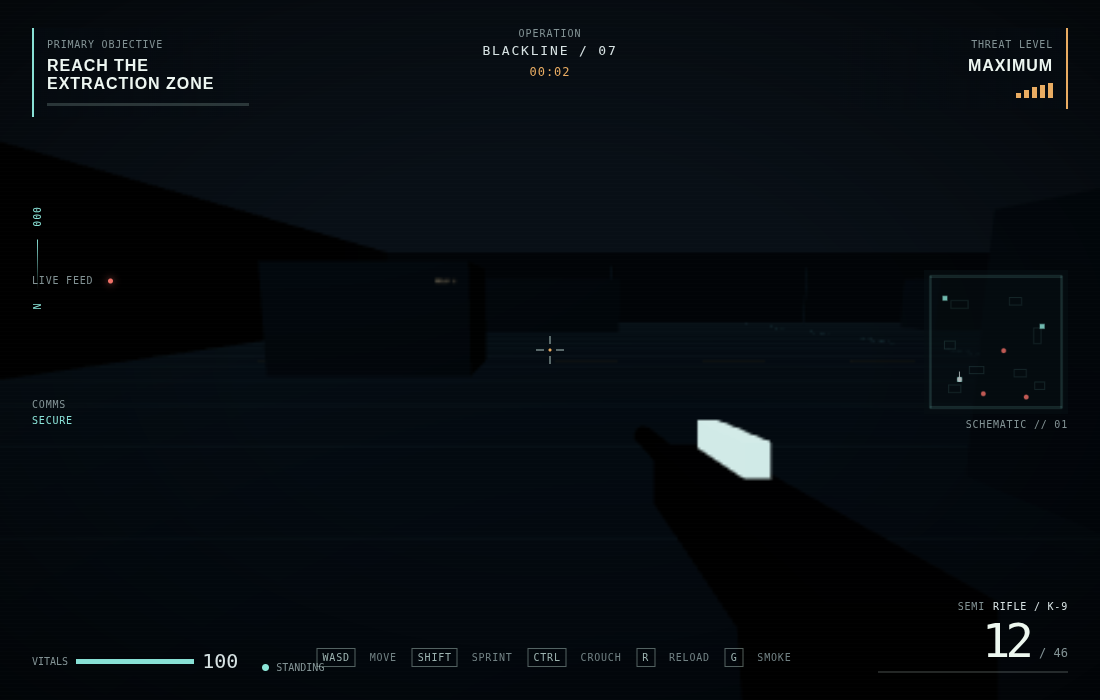 PRIMARY OBJECTIVE
REACH THE
EXTRACTION ZONE
OPERATION
BLACKLINE / 07
00:02
THREAT LEVEL
MAXIMUM
000
N
LIVE FEED
COMMS
SECURE
SCHEMATIC // 01
SEMI RIFLE / K-9
12 / 46
VITALS 100
STANDING
WASD MOVE SHIFT SPRINT CTRL CROUCH R RELOAD G SMOKE